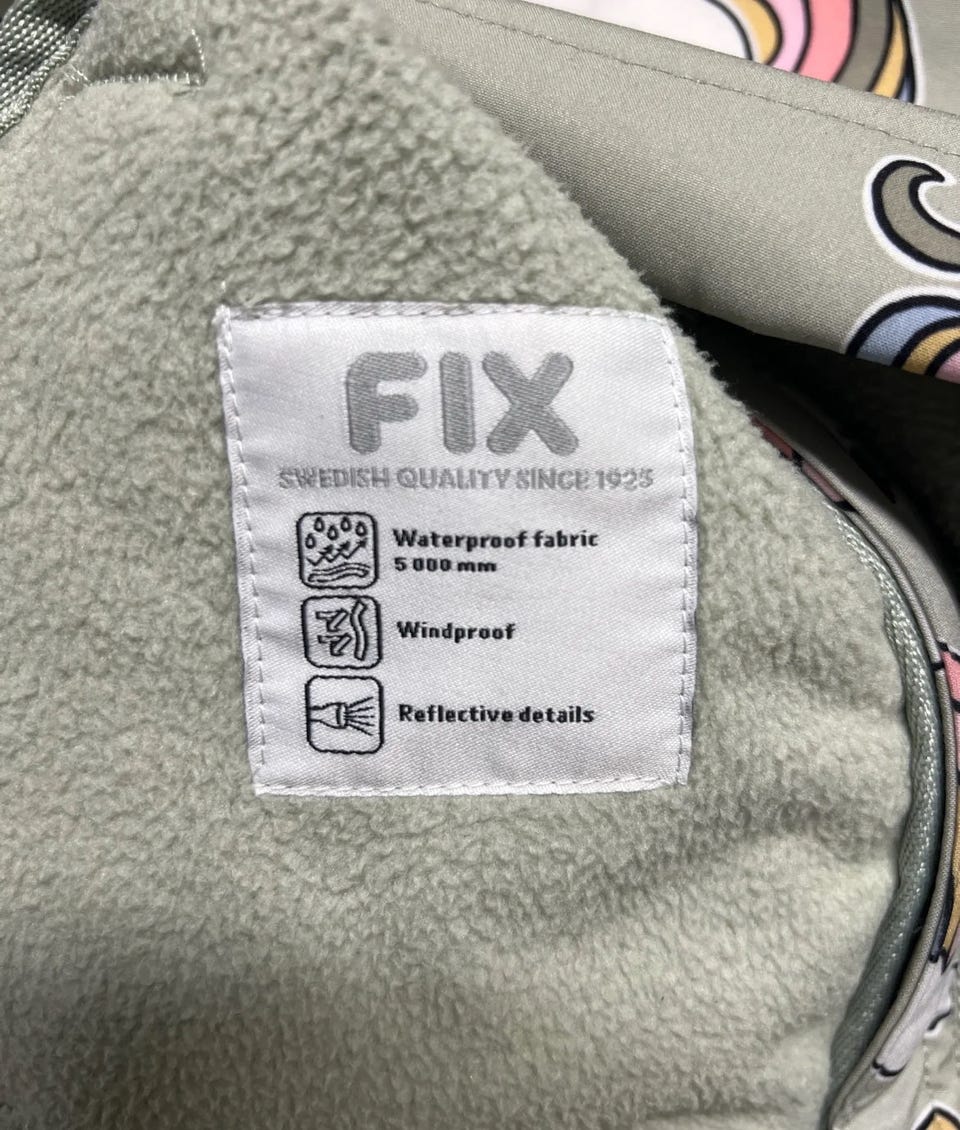 FIX
SWEDISH QUALITY SINCE 1925
Waterproof fabric
5 000 mm
Windproof
Reflective details